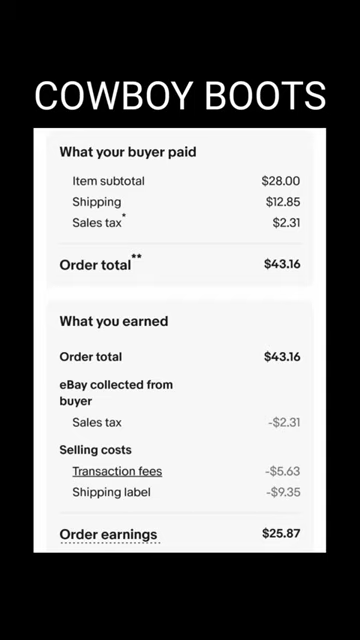 COWBOY BOOTS
What your buyer paid
Item subtotal $28.00
Shipping $12.85
Sales tax* $2.31
Order total** $43.16
What you earned
Order total $43.16
eBay collected from
buyer
Sales tax -$2.31
Selling costs
Transaction fees -$5.63
Shipping label -$9.35
Order earnings $25.87